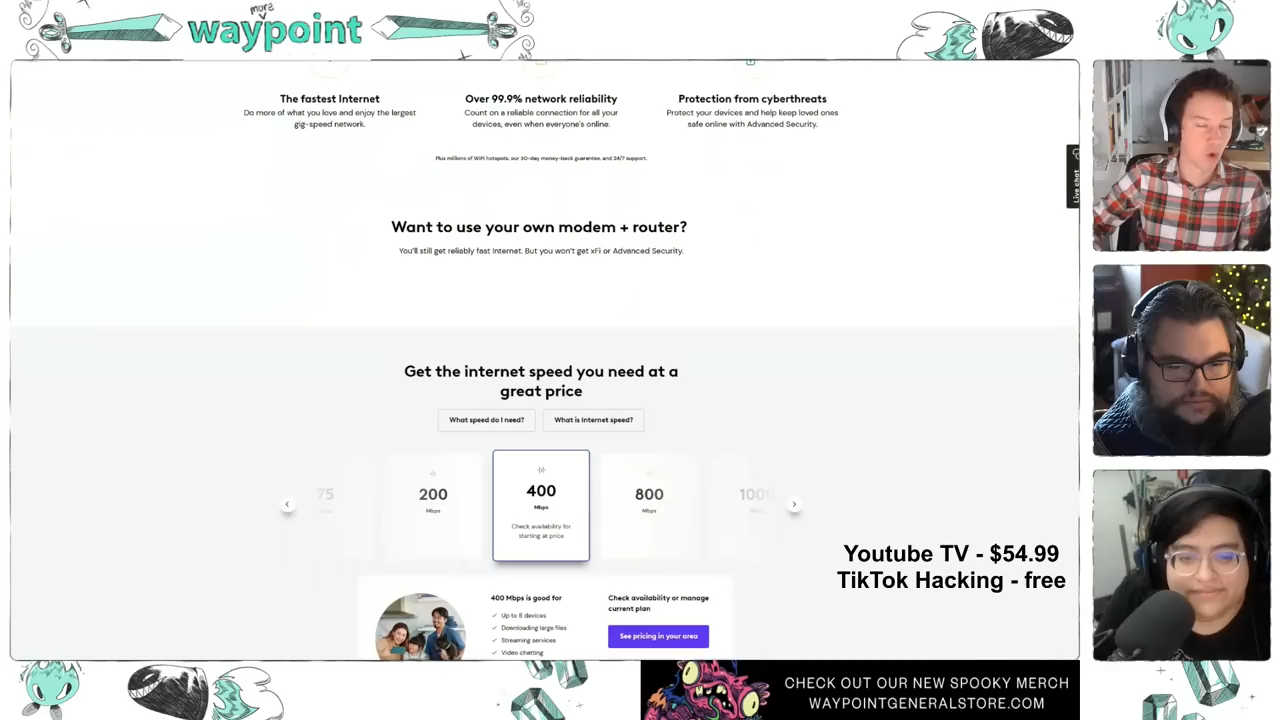 more
waypoint
The fastest Internet
Do more of what you love and enjoy the largest
gig-speed network.
Over 99.9% network reliability
Count on a reliable connection for all your
devices, even when everyone's online.
Protection from cyberthreats
Protect your devices and help keep loved ones
safe online with Advanced Security.
Plus millions of WiFi hotspots, our 30-day money-back guarantee, and 24/7 support.
Live chat
Want to use your own modem + router?
You'll still get reliably fast Internet. But you won't get xFi or Advanced Security.
Get the internet speed you need at a
great price
What speed do I need?
What is Internet speed?
75
200
Mbps
400
Mbps
Check availability for
starting at price
800
Mbps
1000
Youtube TV - $54.99
TikTok Hacking - free
400 Mbps is good for
Up to 8 devices
Downloading large files
Streaming services
Video chatting
Check availability or manage
current plan
See pricing in your area
CHECK OUT OUR NEW SPOOKY MERCH
WAYPOINTGENERALSTORE.COM